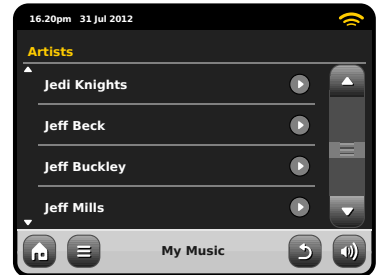 16.20pm 31 Jul 2012
Artists
Jedi Knights
Jeff Beck
Jeff Buckley
Jeff Mills
My Music